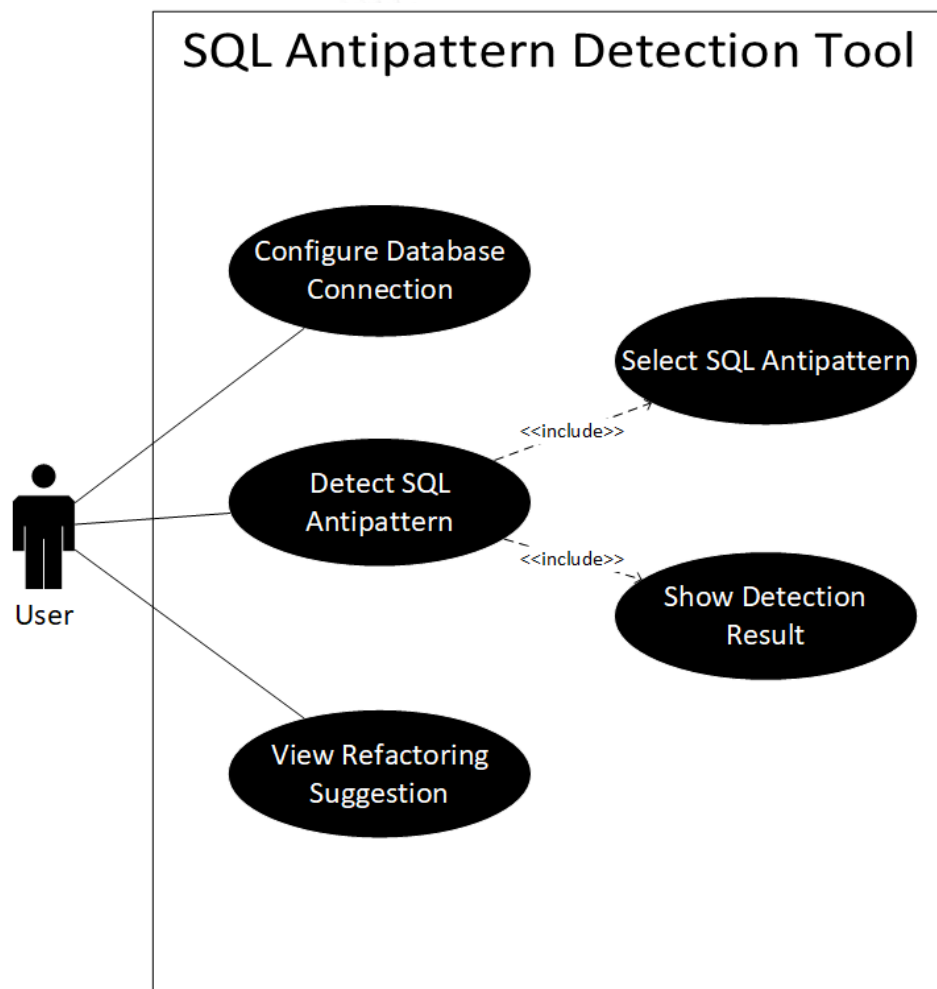 SQL Antipattern Detection Tool
Configure Database
Connection
Select SQL Antipattern
<<include>>
Detect SQL
Antipattern
<<include>>
Show Detection
Result
User
View Refactoring
Suggestion